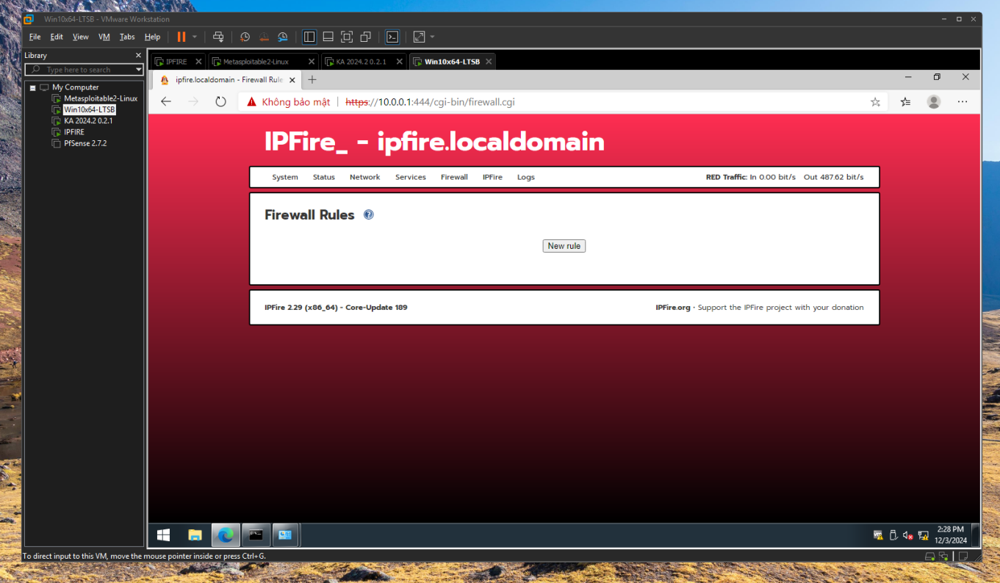 Win10x64-LTSB - VMware Workstation
File Edit View VM Tabs Help
Library
Type here to search
My Computer
Metasploitable2-Linux
Win10x64-LTSB
KA 2024.2 0.2.1
IPFIRE
PfSense 2.7.2
IPFIRE Metasploitable2-Linux KA 2024.2 0.2.1 Win10x64-LTSB
ipfire.localdomain - Firewall Rule
Không bảo mật https://10.0.0.1:444/cgi-bin/firewall.cgi
IPFire_ - ipfire.localdomain
System Status Network Services Firewall IPFire Logs RED Traffic: In 0.00 bit/s Out 487.62 bit/s
Firewall Rules
New rule
IPFire 2.29 (x86_64) - Core-Update 189 IPFire.org • Support the IPFire project with your donation
2:28 PM
12/3/2024
To direct input to this VM, move the mouse pointer inside or press Ctrl+G.